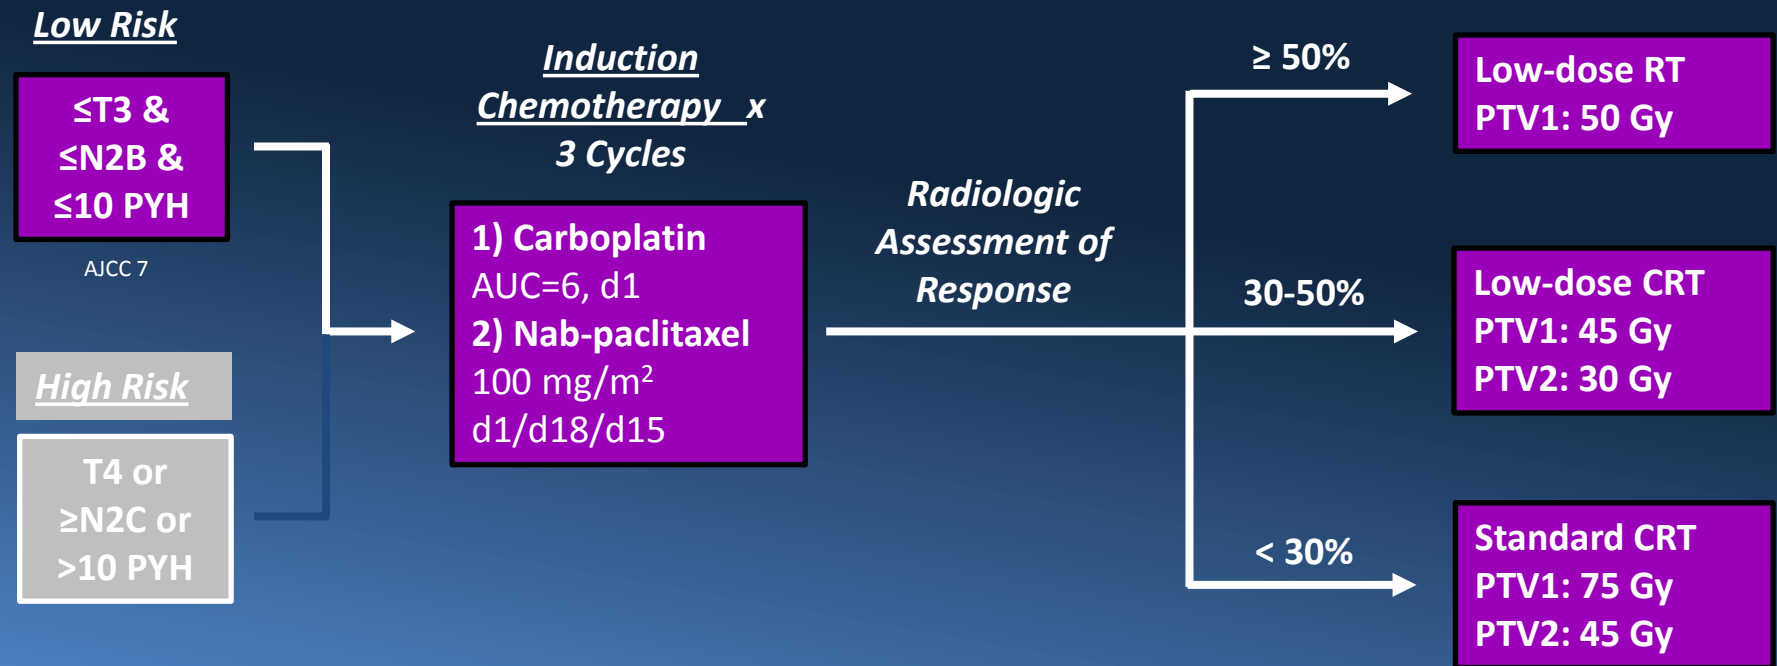 Low Risk
≤T3 &
≤N2B &
≤10 PYH
AJCC 7
High Risk
T4 or
≥N2C or
>10 PYH
Induction
Chemotherapy x
3 Cycles
1) Carboplatin
AUC=6, d1
2) Nab-paclitaxel
100 mg/m²
d1/d18/d15
Radiologic
Assessment of
Response
≥ 50%
Low-dose RT
PTV1: 50 Gy
30-50%
Low-dose CRT
PTV1: 45 Gy
PTV2: 30 Gy
< 30%
Standard CRT
PTV1: 75 Gy
PTV2: 45 Gy